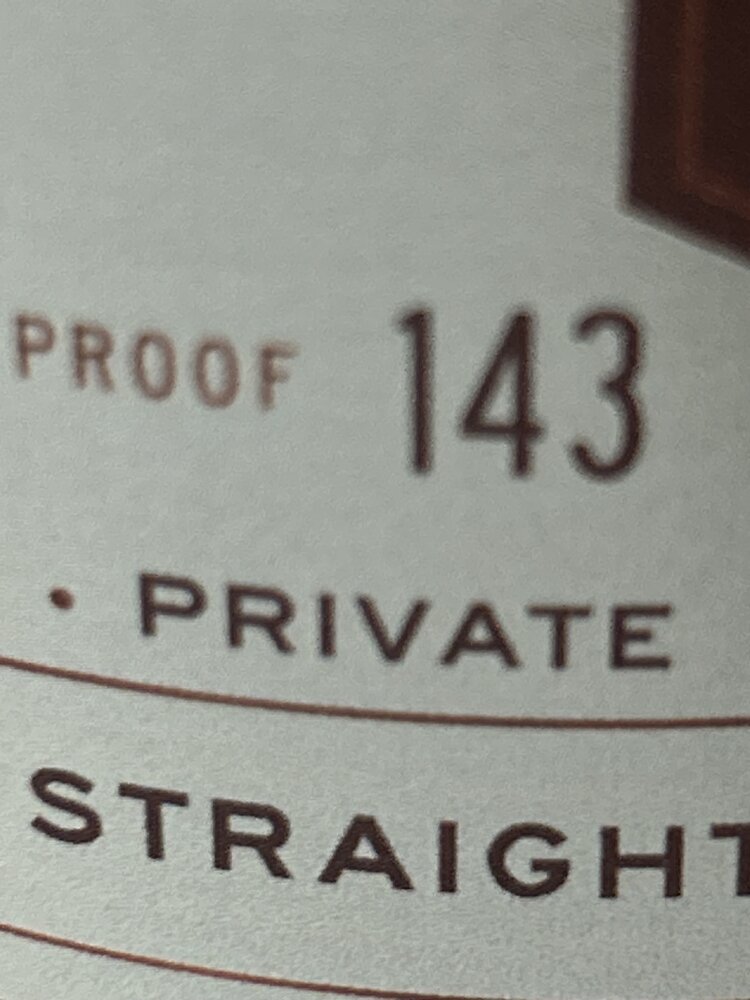 PROOF 143
• PRIVATE
STRAIGHT